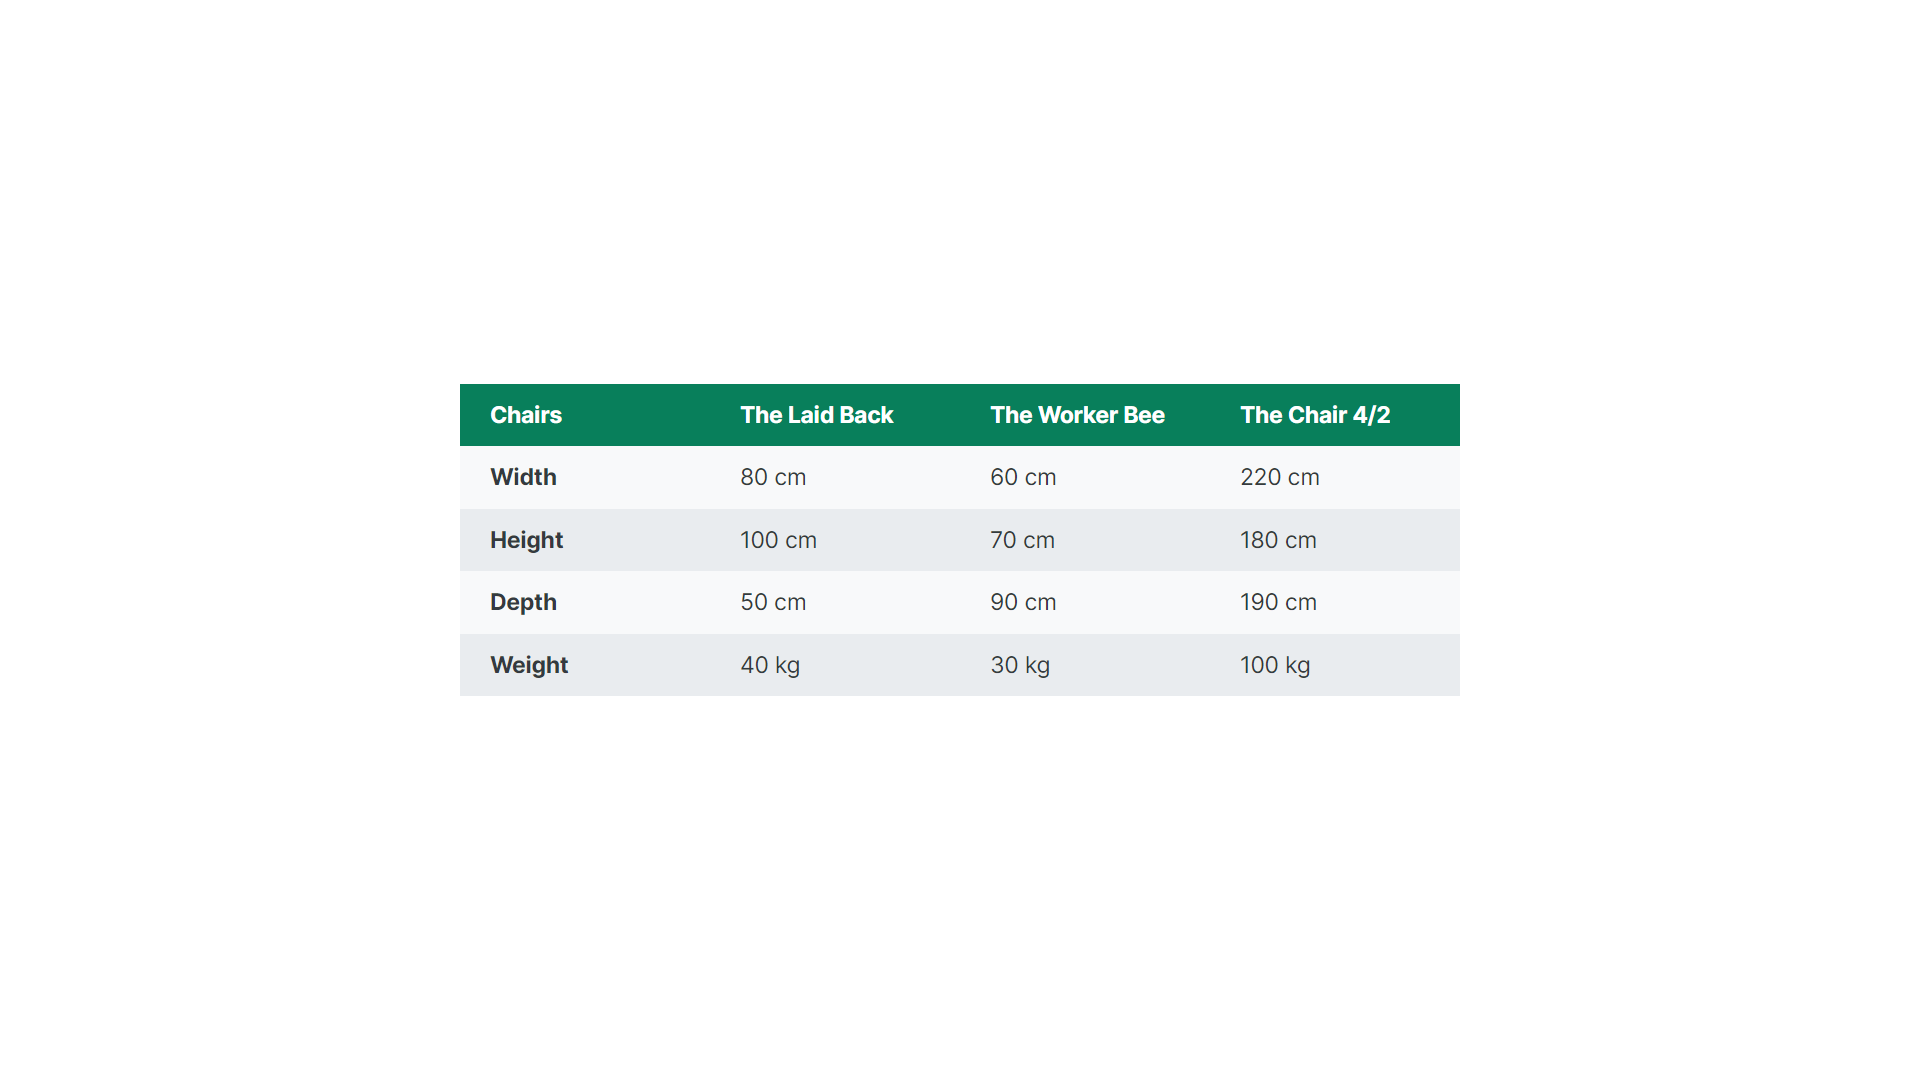 Chairs The Laid Back The Worker Bee The Chair 4/2
Width 80 cm 60 cm 220 cm
Height 100 cm 70 cm 180 cm
Depth 50 cm 90 cm 190 cm
Weight 40 kg 30 kg 100 kg